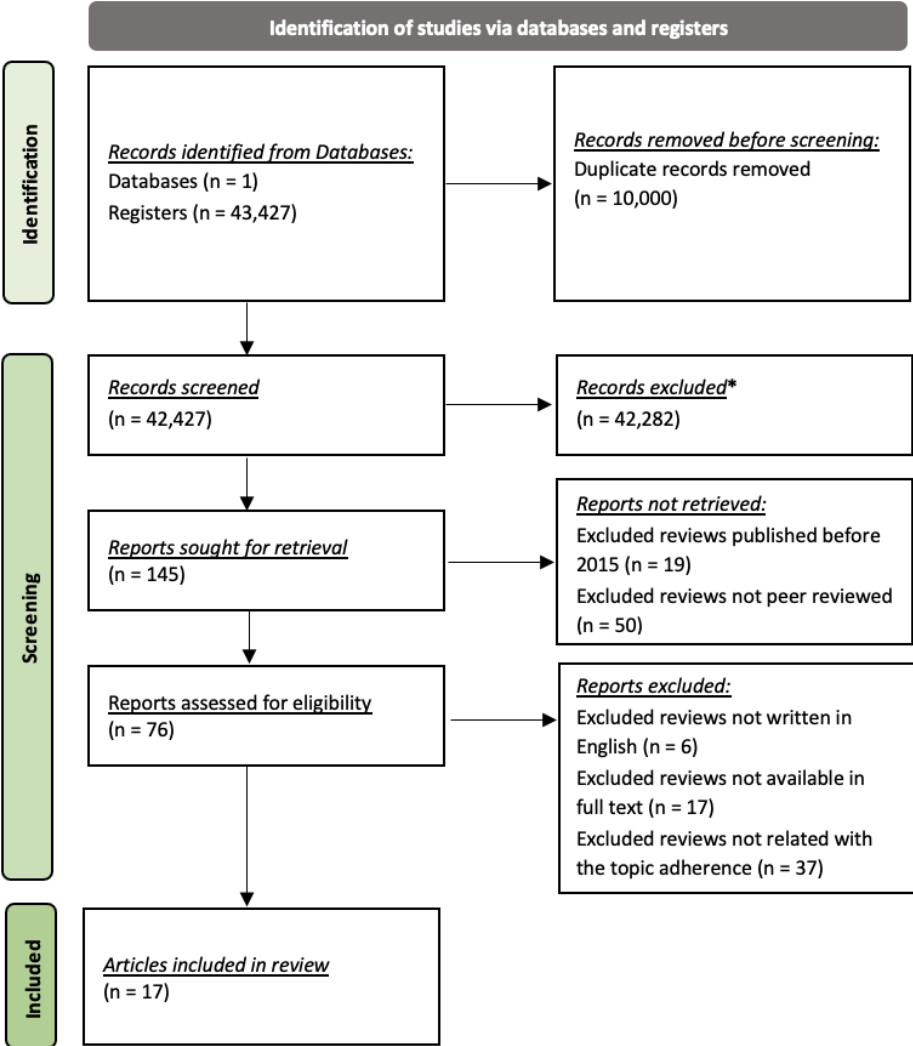 Identification of studies via databases and registers
Identification
Records identified from Databases:
Databases (n = 1)
Registers (n = 43,427)
Records removed before screening:
Duplicate records removed
(n = 10,000)
Screening
Records screened
(n = 42,427)
Records excluded*
(n = 42,282)
Reports sought for retrieval
(n = 145)
Reports not retrieved:
Excluded reviews published before
2015 (n = 19)
Excluded reviews not peer reviewed
(n = 50)
Reports assessed for eligibility
(n = 76)
Reports excluded:
Excluded reviews not written in
English (n = 6)
Excluded reviews not available in
full text (n = 17)
Excluded reviews not related with
the topic adherence (n = 37)
Included
Articles included in review
(n = 17)